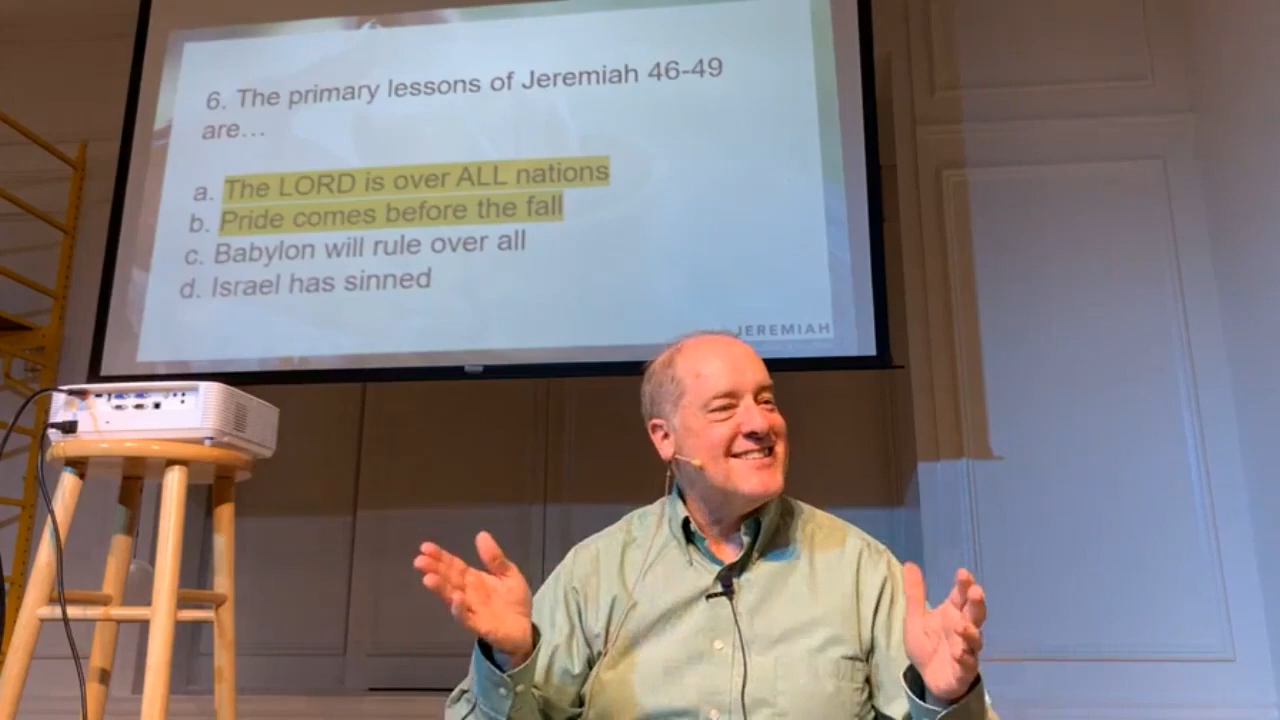 6. The primary lessons of Jeremiah 46-49
are...
a. The LORD is over ALL nations
b. Pride comes before the fall
c. Babylon will rule over all
d. Israel has sinned
JEREMIAH